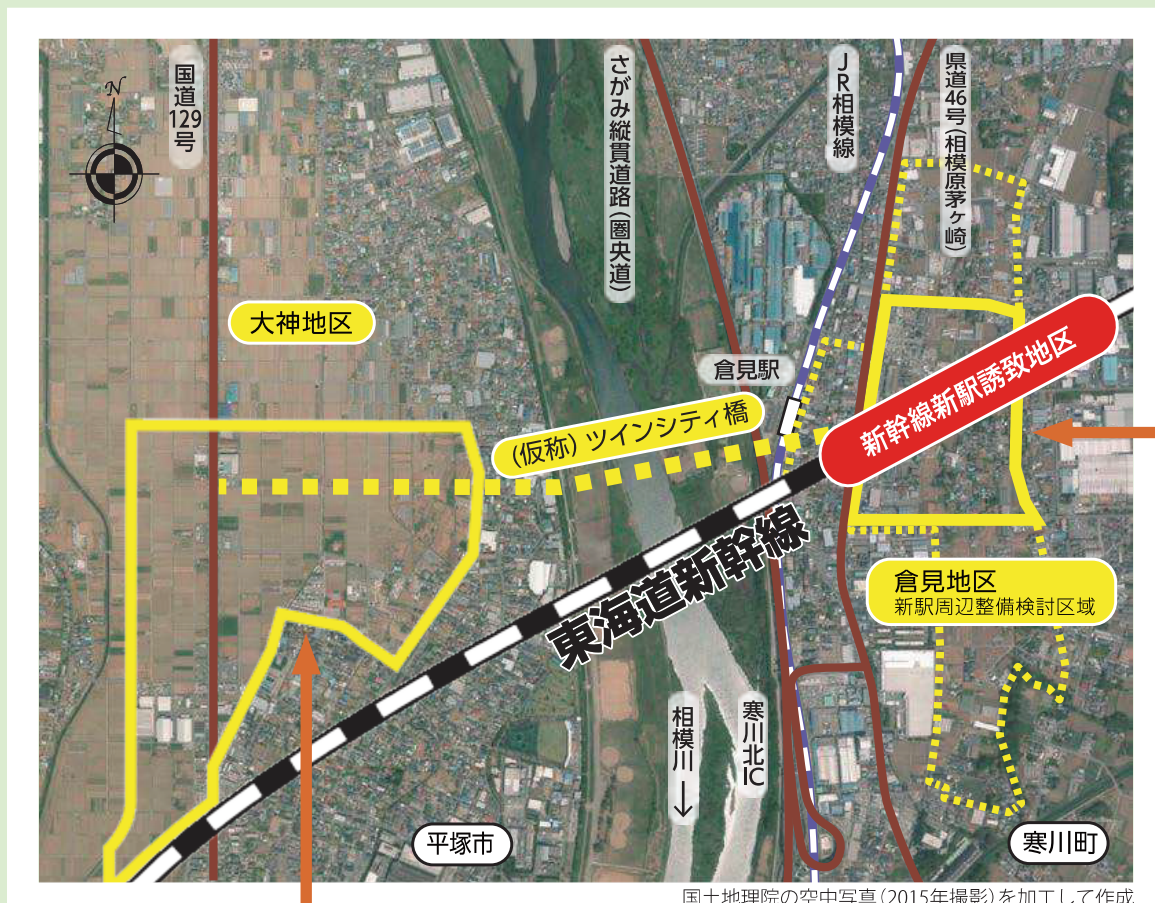 N
国道129号
さがみ縦貫道路(圏央道)
JR相模線
県道46号(相模原茅ヶ崎)
大神地区
倉見駅
(仮称)ツインシティ橋
新幹線新駅誘致地区
東海道新幹線
倉見地区
新駅周辺整備検討区域
相模川
寒川北IC
平塚市
寒川町
国土地理院の空中写真(2015年撮影)を加工して作成